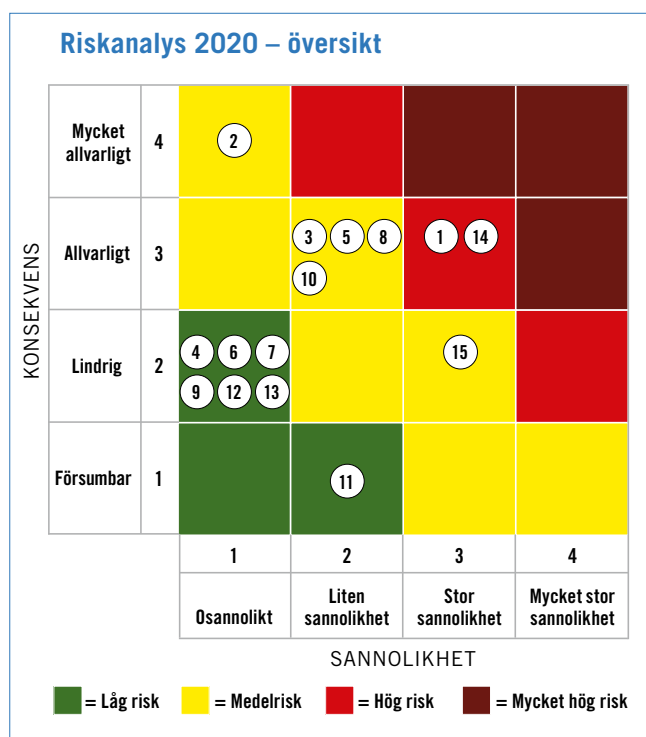 Riskanalys 2020 – översikt
KONSEKVENS
Mycket
allvarligt
4
2
Allvarligt
3
3 5 8
10
1 14
Lindrig
2
4 6 7
9 12 13
15
Försumbar
1
11
1 2 3 4
Osannolikt
Liten
sannolikhet
Stor
sannolikhet
Mycket stor
sannolikhet
SANNOLIKHET
= Låg risk = Medelrisk = Hög risk = Mycket hög risk